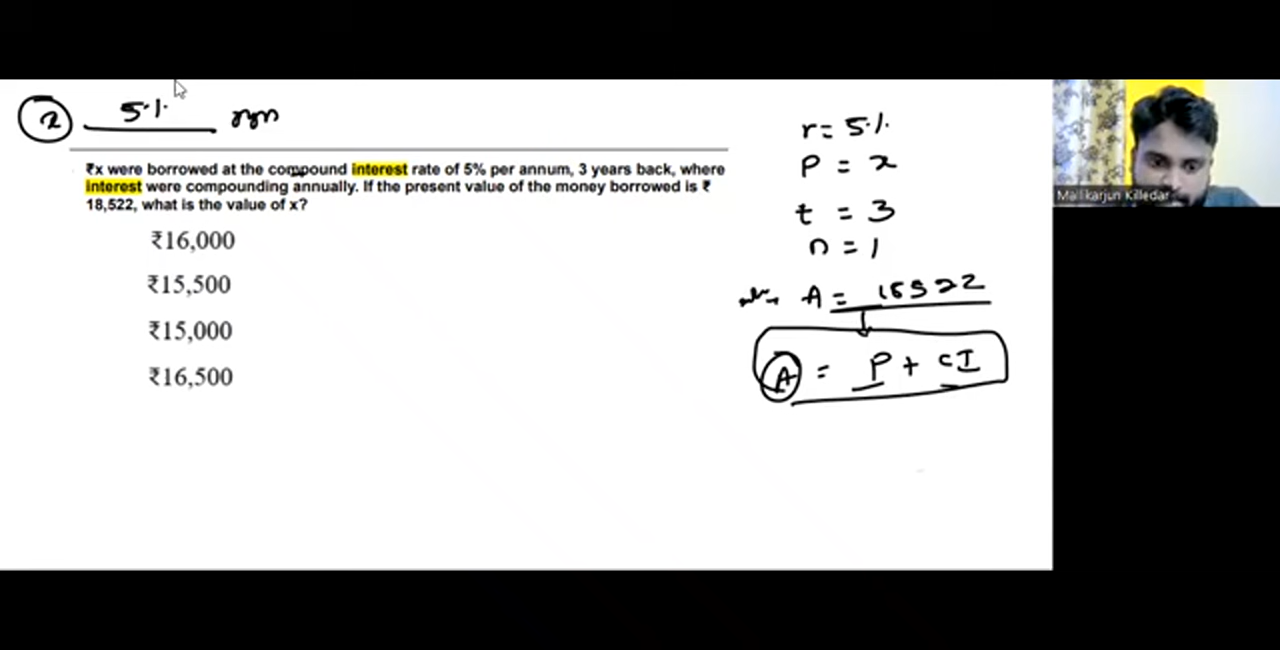 2 5%
₹x were borrowed at the compound interest rate of 5% per annum, 3 years back, where
interest were compounding annually. If the present value of the money borrowed is ₹
18,522, what is the value of x?
₹16,000
₹15,500
₹15,000
₹16,500
r = 5%
P = x
t = 3
n = 1
A = 18522
A = P + CI
Mallikarjun Killedar